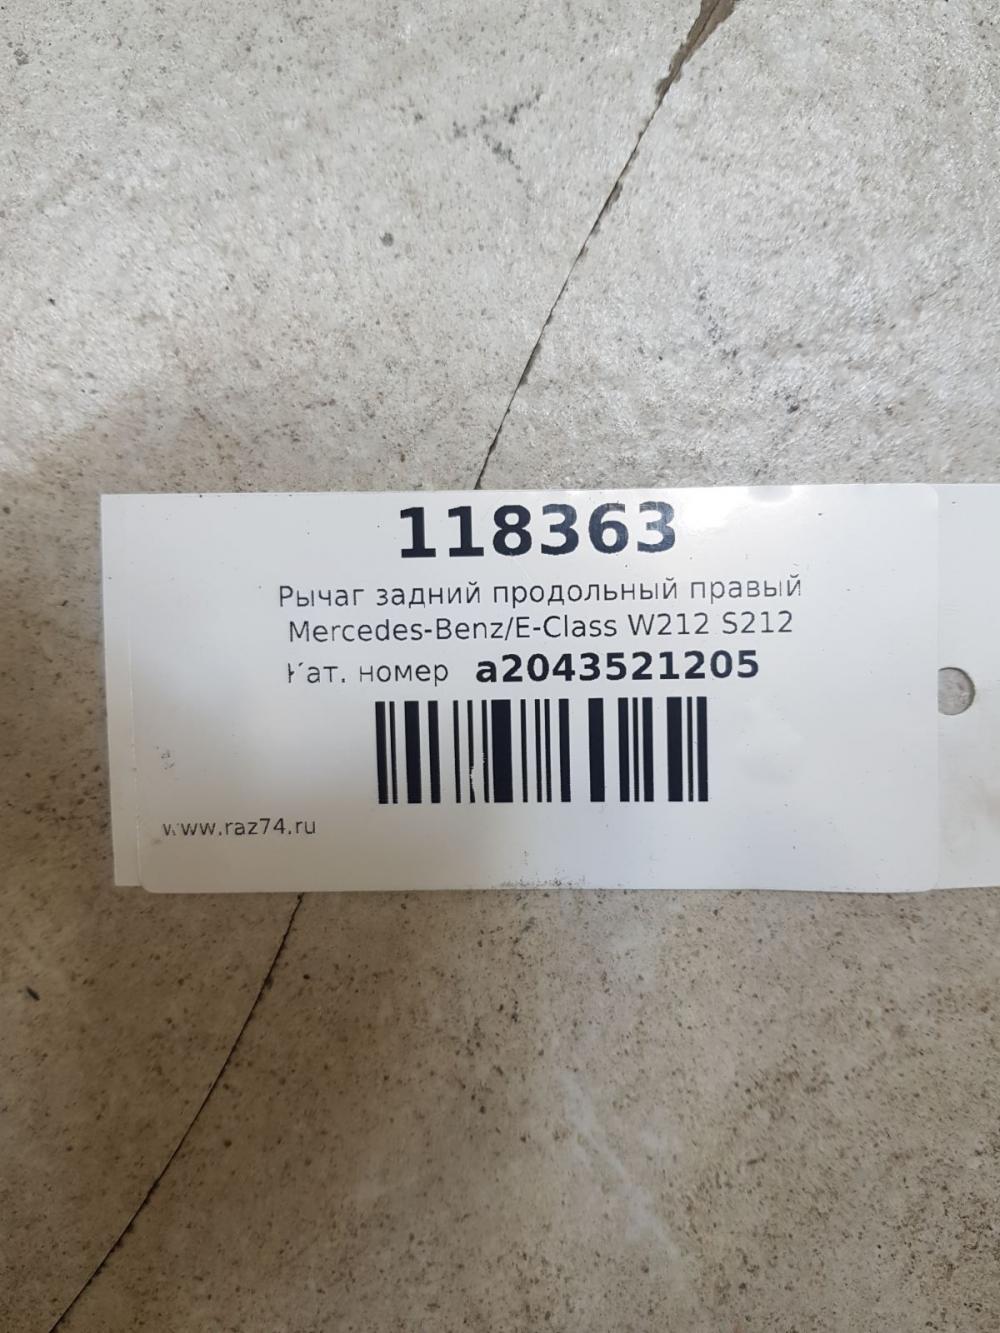 118363
Рычаг задний продольный правый
Mercedes-Benz/E-Class W212 S212
Кат. номер a2043521205
www.raz74.ru